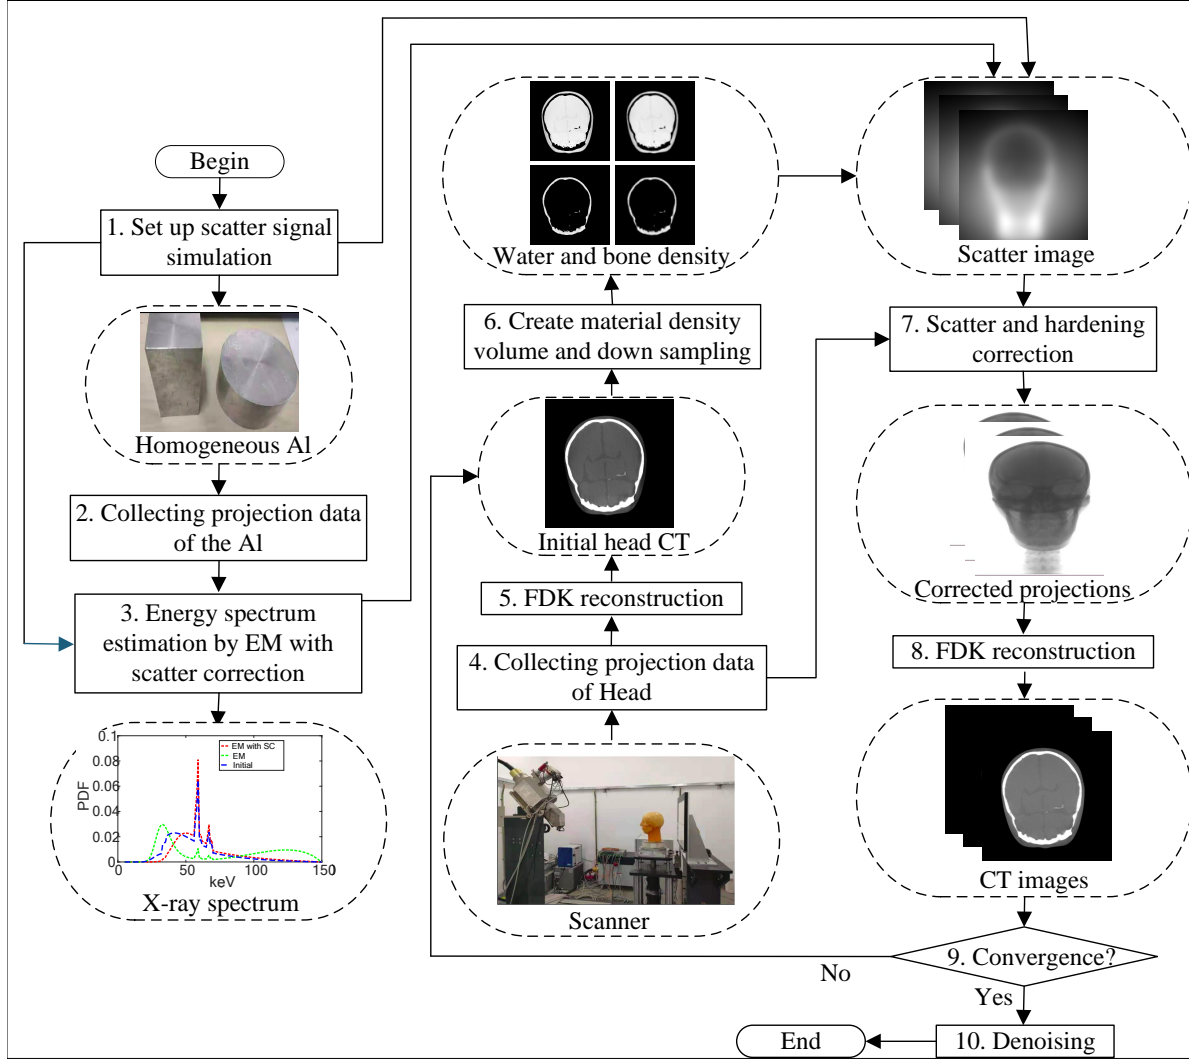 Begin
1. Set up scatter signal
simulation
Homogeneous Al
2. Collecting projection data
of the Al
3. Energy spectrum
estimation by EM with
scatter correction
0.1
0.08
0.06
0.04
0.02
0
PDF
EM with SC
EM
Initial
0
50
100
150
keV
X-ray spectrum
Water and bone density
6. Create material density
volume and down sampling
Initial head CT
5. FDK reconstruction
4. Collecting projection data
of Head
Scanner
Scatter image
7. Scatter and hardening
correction
Corrected projections
8. FDK reconstruction
CT images
9. Convergence?
No
Yes
10. Denoising
End